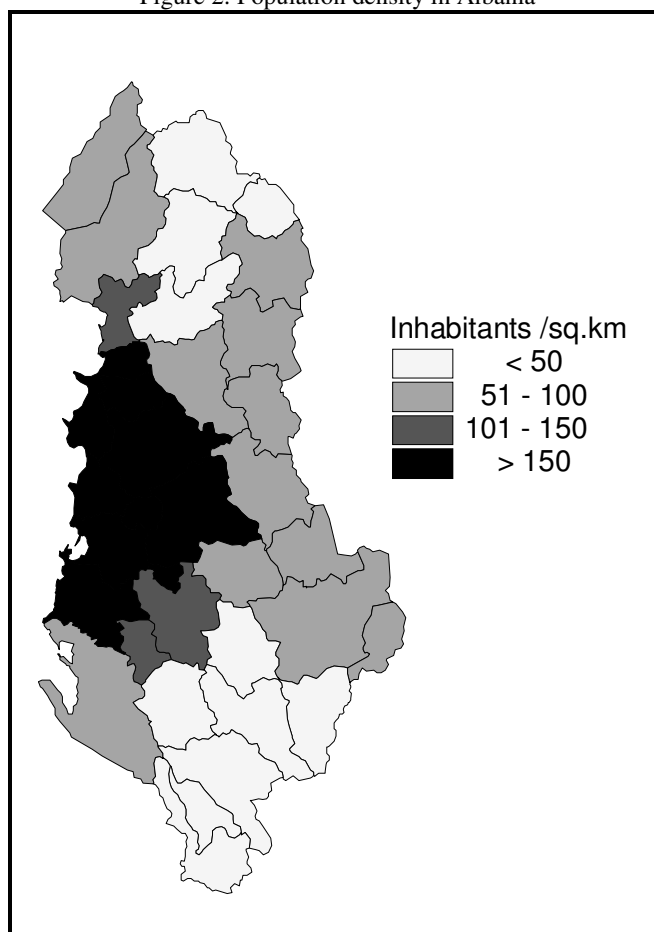 Figure 2. Population density in Albania
Inhabitants /sq.km
< 50
51 - 100
101 - 150
> 150